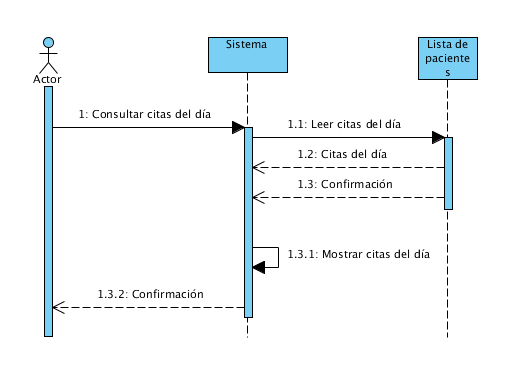 Actor
Sistema
Lista de
paciente
s
1: Consultar citas del día
1.1: Leer citas del día
1.2: Citas del día
1.3: Confirmación
1.3.1: Mostrar citas del día
1.3.2: Confirmación